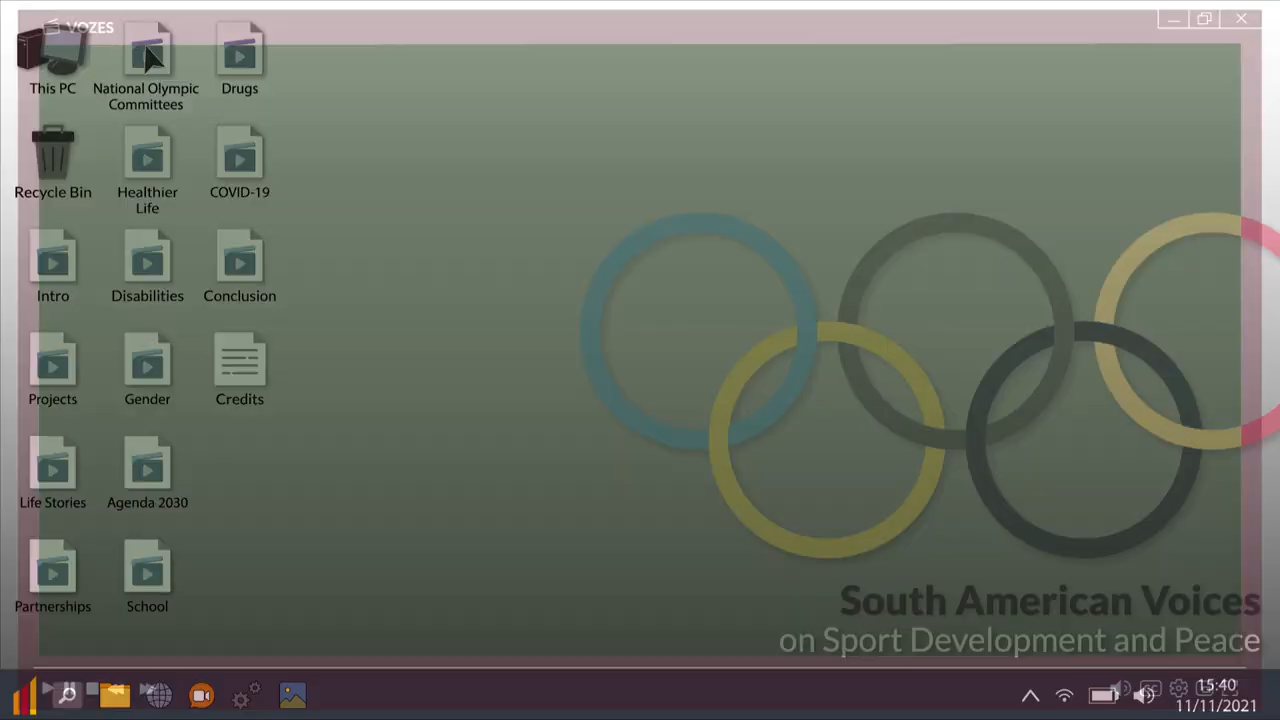 VOZES
This PC
National Olympic
Committees
Drugs
Recycle Bin
Healthier
Life
COVID-19
Intro
Disabilities
Conclusion
Projects
Gender
Credits
Life Stories
Agenda 2030
Partnerships
School
South American Voices
on Sport Development and Peace
CC
15:40
11/11/2021